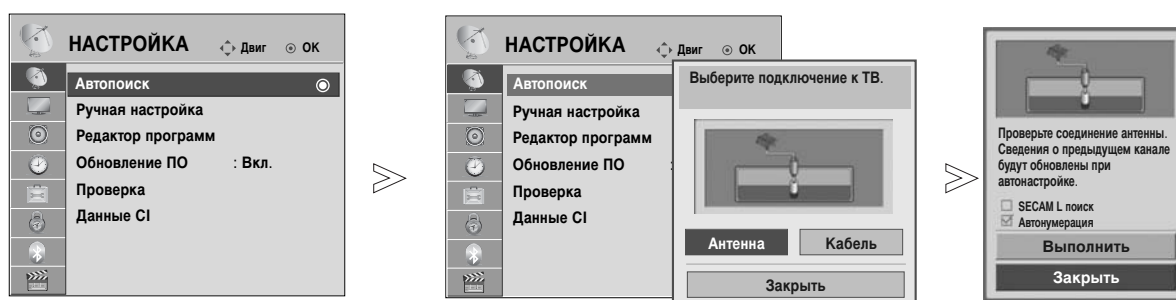 НАСТРОЙКА
Двиг
ОК
Автопоиск
Ручная настройка
Редактор программ
Обновление ПО : Вкл.
Проверка
Данные CI
НАСТРОЙКА
Двиг
ОК
Автопоиск
Ручная настройка
Редактор программ
Обновление ПО :
Проверка
Данные CI
Выберите подключение к ТВ.
Антенна
Кабель
Закрыть
Проверьте соединение антенны.
Сведения о предыдущем канале
будут обновлены при
автонастройке.
SECAM L поиск
Автонумерация
Выполнить
Закрыть